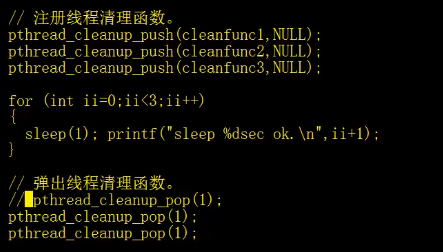 // 注册线程清理函数。
pthread_cleanup_push(cleanfunc1,NULL);
pthread_cleanup_push(cleanfunc2,NULL);
pthread_cleanup_push(cleanfunc3,NULL);
for (int ii=0;ii<3;ii++)
{
  sleep(1); printf("sleep %dsec ok.\n",ii+1);
}
// 弹出线程清理函数。
// pthread_cleanup_pop(1);
pthread_cleanup_pop(1);
pthread_cleanup_pop(1);